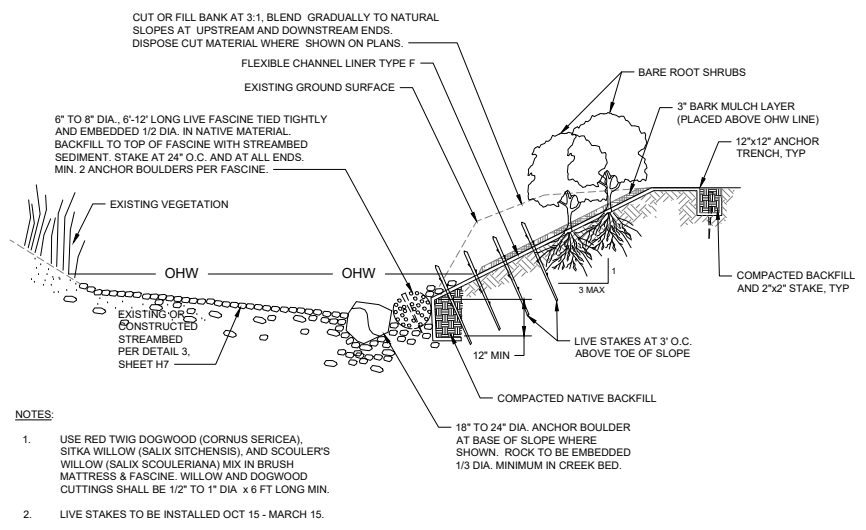 CUT OR FILL BANK AT 3:1, BLEND GRADUALLY TO NATURAL
SLOPES AT UPSTREAM AND DOWNSTREAM ENDS.
DISPOSE CUT MATERIAL WHERE SHOWN ON PLANS.
FLEXIBLE CHANNEL LINER TYPE F
EXISTING GROUND SURFACE
BARE ROOT SHRUBS
3" BARK MULCH LAYER
(PLACED ABOVE OHW LINE)
12"x12" ANCHOR
TRENCH, TYP
6" TO 8" DIA., 6'-12' LONG LIVE FASCINE TIED TIGHTLY
AND EMBEDDED 1/2 DIA. IN NATIVE MATERIAL.
BACKFILL TO TOP OF FASCINE WITH STREAMBED
SEDIMENT. STAKE AT 24" O.C. AND AT ALL ENDS.
MIN. 2 ANCHOR BOULDERS PER FASCINE.
EXISTING VEGETATION
OHW
OHW
1
3 MAX
COMPACTED BACKFILL
AND 2"x2" STAKE, TYP
EXISTING OR
CONSTRUCTED
STREAMBED
PER DETAIL 3,
SHEET H7
12" MIN
LIVE STAKES AT 3' O.C.
ABOVE TOE OF SLOPE
COMPACTED NATIVE BACKFILL
18" TO 24" DIA. ANCHOR BOULDER
AT BASE OF SLOPE WHERE
SHOWN. ROCK TO BE EMBEDDED
1/3 DIA. MINIMUM IN CREEK BED.
NOTES:
1. USE RED TWIG DOGWOOD (CORNUS SERICEA),
SITKA WILLOW (SALIX SITCHENSIS), AND SCOULER'S
WILLOW (SALIX SCOULERIANA) MIX IN BRUSH
MATTRESS & FASCINE. WILLOW AND DOGWOOD
CUTTINGS SHALL BE 1/2" TO 1" DIA x 6 FT LONG MIN.
2. LIVE STAKES TO BE INSTALLED OCT 15 - MARCH 15.